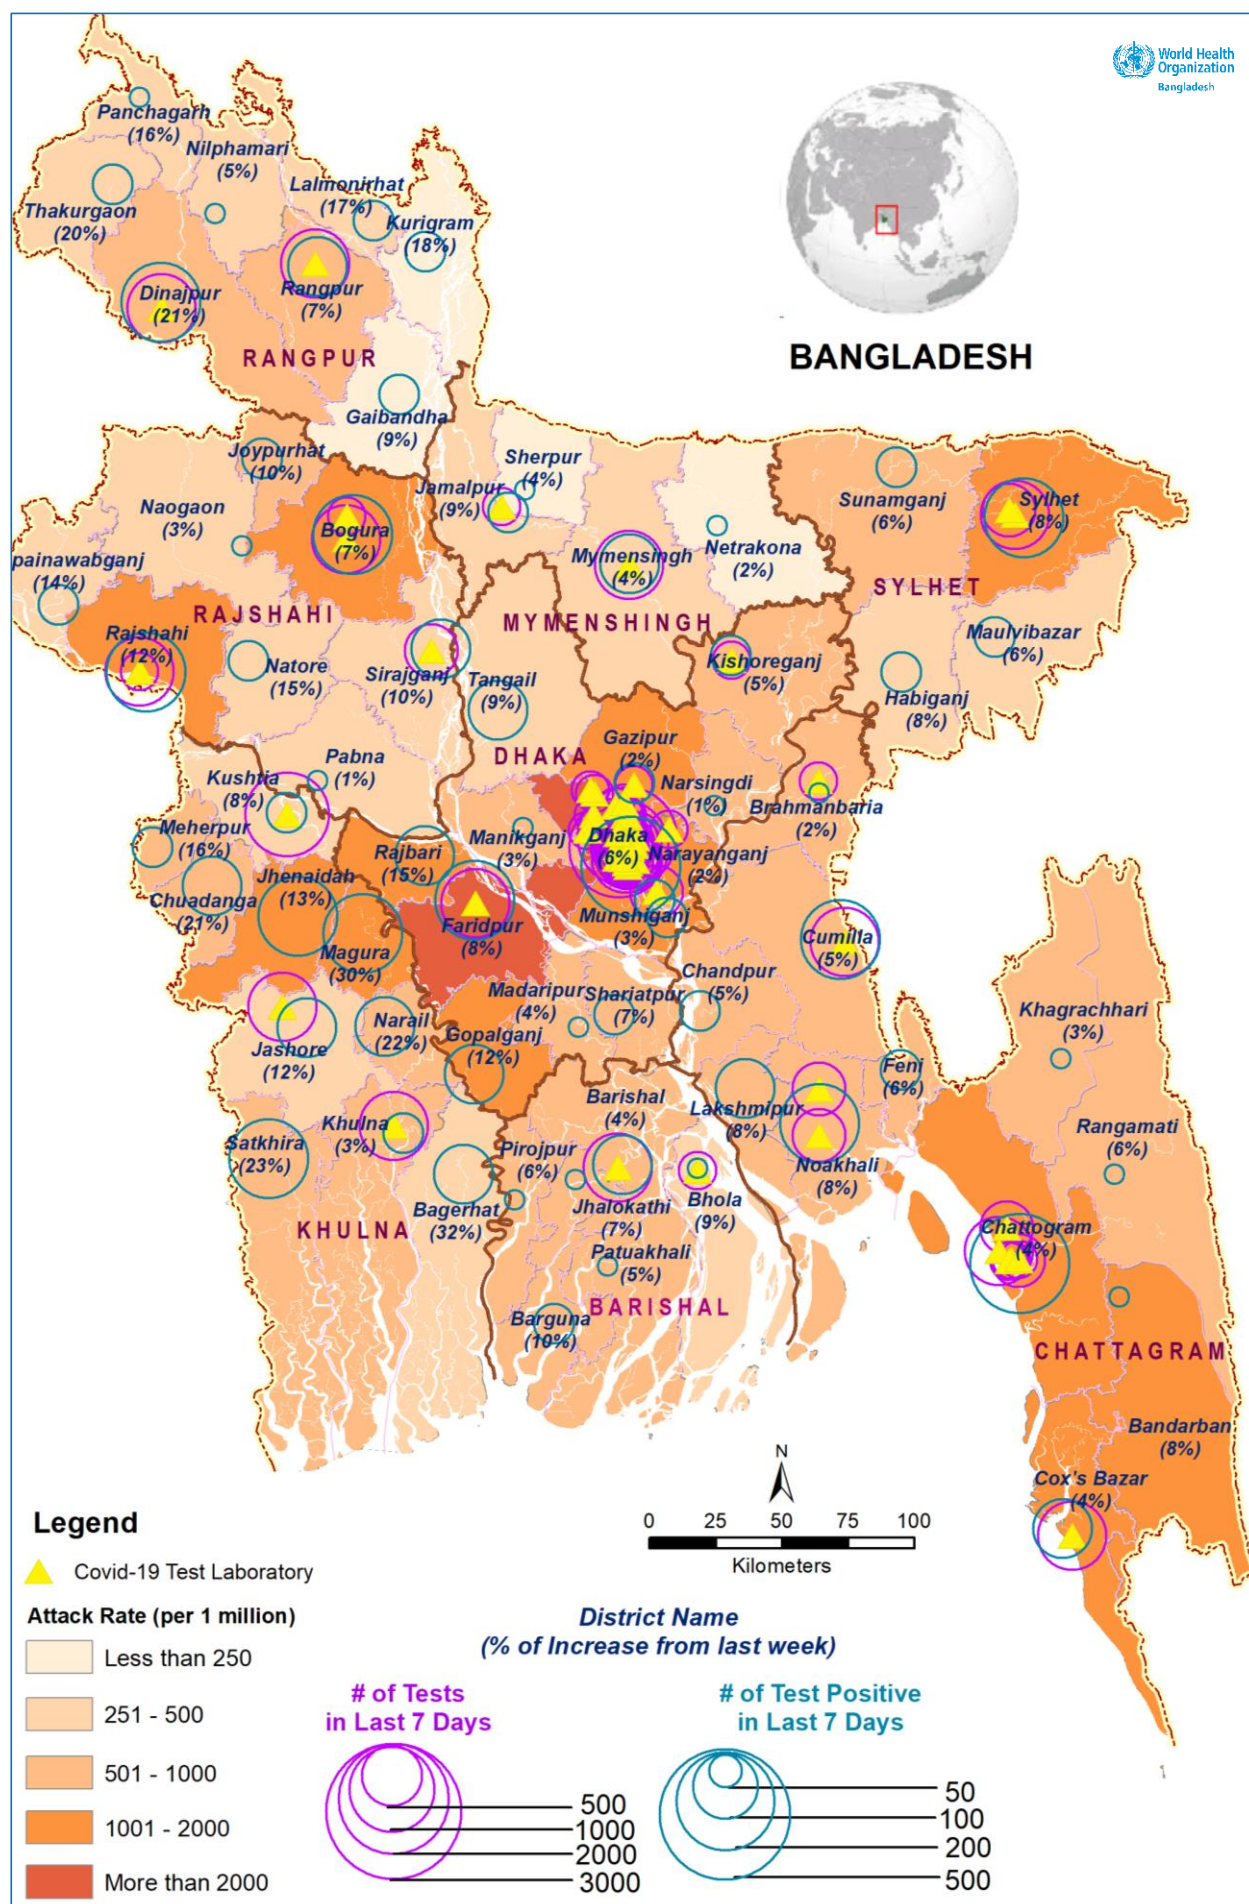 World Health
Organization
Bangladesh
BANGLADESH
Panchagarh
(16%)
Nilphamari
(5%)
Lalmonirhat
(17%)
Thakurgaon
(20%)
Kurigram
(18%)
Dinajpur
(21%)
Rangpur
(7%)
RANGPUR
Gaibandha
(9%)
Joypurhat
(10%)
Sherpur
(4%)
Jamalpur
(9%)
Naogaon
(3%)
Bogura
(7%)
Mymensingh
(4%)
Netrakona
(2%)
Sunamganj
(6%)
Sylhet
(8%)
SYLHET
painawabganj
(14%)
RAJSHAHI
MYMENSHINGH
Rajshahi
(12%)
Natore
(15%)
Sirajganj
(10%)
Tangail
(9%)
Kishoreganj
(5%)
Maulvibazar
(6%)
Habiganj
(8%)
DHAKA
Gazipur
(2%)
Pabna
(1%)
Kushtia
(8%)
Narsingdi
(1%)
Brahmanbaria
(2%)
Meherpur
(16%)
Manikganj
(3%)
Dhaka
(6%)
Narayanganj
(2%)
Rajbari
(15%)
Jhenaidah
(13%)
Chuadanga
(21%)
Faridpur
(8%)
Munshiganj
(3%)
Magura
(30%)
Cumilla
(5%)
Chandpur
(5%)
Madaripur
(4%)
Shariatpur
(7%)
Khagrachhari
(3%)
Narail
(22%)
Gopalganj
(12%)
Jashore
(12%)
Feni
(6%)
Barishal
(4%)
Lakshmipur
(8%)
Khulna
(3%)
Satkhira
(23%)
Rangamati
(6%)
Pirojpur
(6%)
Noakhali
(8%)
Bagerhat
(32%)
Jhalokathi
(7%)
Bhola
(9%)
KHULNA
Chattogram
(4%)
Patuakhali
(5%)
BARISHAL
Barguna
(10%)
CHATTAGRAM
Bandarban
(8%)
Cox's Bazar
(4%)
N
0 25 50 75 100
Kilometers
Legend
Covid-19 Test Laboratory
Attack Rate (per 1 million)
Less than 250
251 - 500
501 - 1000
1001 - 2000
More than 2000
District Name
(% of Increase from last week)
# of Tests
in Last 7 Days
500
1000
2000
3000
# of Test Positive
in Last 7 Days
50
100
200
500